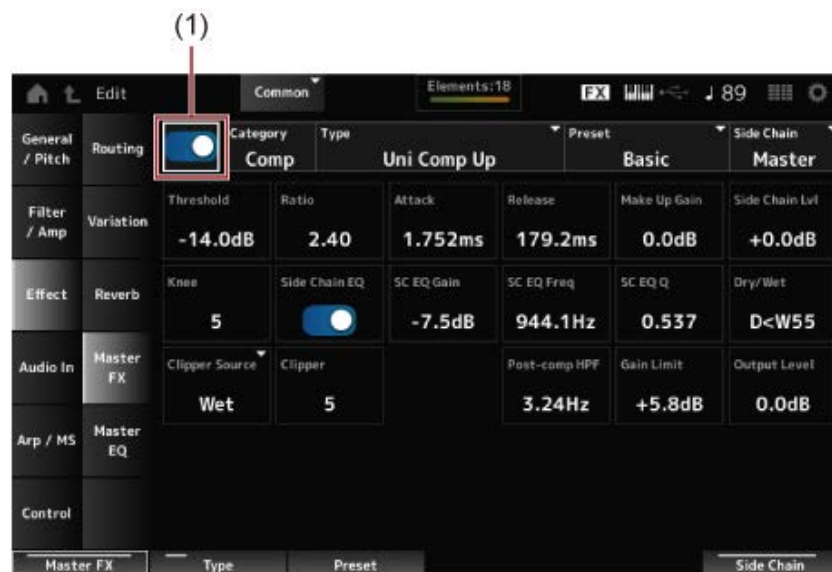 (1)
Edit
Common
Elements:18
FX
89
General / Pitch
Filter / Amp
Effect
Audio In
Arp / MS
Control
Routing
Variation
Reverb
Master FX
Master EQ
Category
Comp
Type
Uni Comp Up
Preset
Basic
Side Chain
Master
Threshold
-14.0dB
Ratio
2.40
Attack
1.752ms
Release
179.2ms
Make Up Gain
0.0dB
Side Chain Lvl
+0.0dB
Knee
5
Side Chain EQ
SC EQ Gain
-7.5dB
SC EQ Freq
944.1Hz
SC EQ Q
0.537
Dry/Wet
D<W55
Clipper Source
Wet
Clipper
5
Post-comp HPF
3.24Hz
Gain Limit
+5.8dB
Output Level
0.0dB
Master FX
Type
Preset
Side Chain